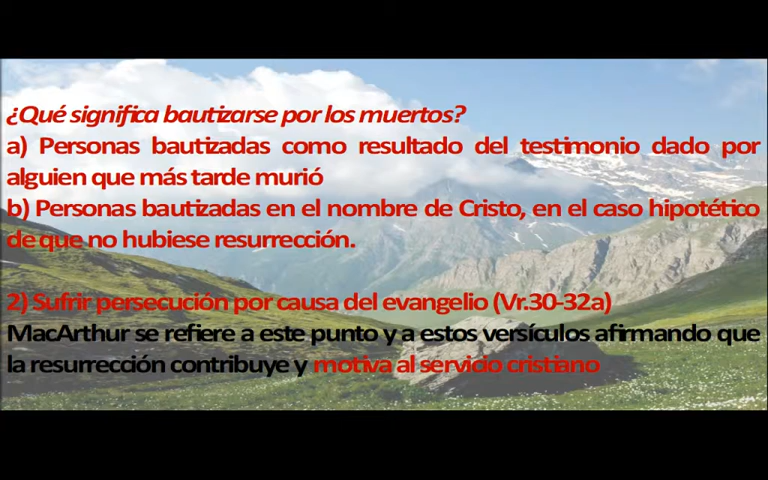 ¿Qué significa bautizarse por los muertos?
a) Personas bautizadas como resultado del testimonio dado por
alguien que más tarde murió
b) Personas bautizadas en el nombre de Cristo, en el caso hipotético
de que no hubiese resurrección.
2) Sufrir persecución por causa del evangelio (Vr.30-32a)
MacArthur se refiere a este punto y a estos versículos afirmando que
la resurrección contribuye y motiva al servicio cristiano